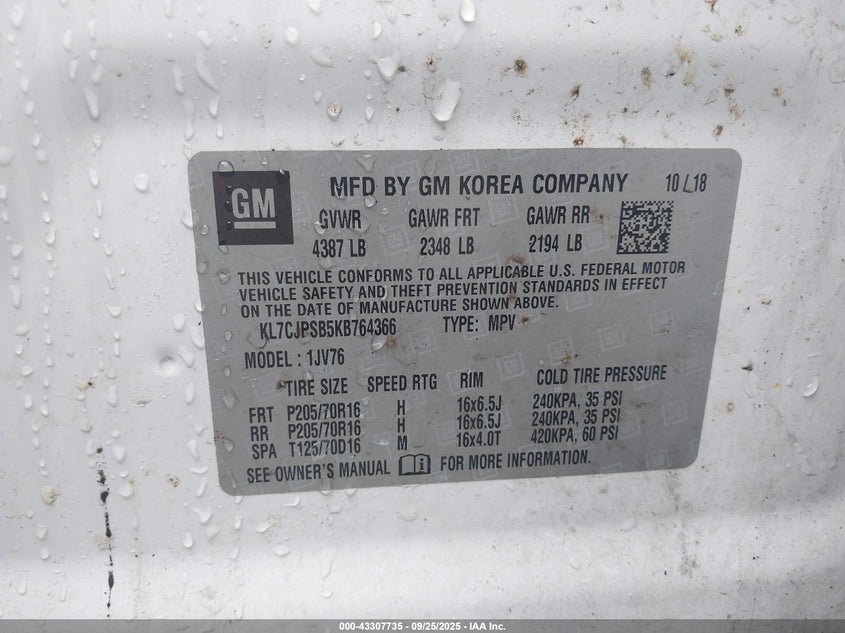 GM
MFD BY GM KOREA COMPANY 10/18
GVWR GAWR FRT GAWR RR
4387 LB 2348 LB 2194 LB
THIS VEHICLE CONFORMS TO ALL APPLICABLE U.S. FEDERAL MOTOR
VEHICLE SAFETY AND THEFT PREVENTION STANDARDS IN EFFECT
ON THE DATE OF MANUFACTURE SHOWN ABOVE.
KL7CJPSB5KB764366 TYPE: MPV
MODEL : 1JV76
TIRE SIZE SPEED RTG RIM COLD TIRE PRESSURE
FRT P205/70R16 H 16x6.5J 240KPA, 35 PSI
RR P205/70R16 H 16x6.5J 240KPA, 35 PSI
SPA T125/70D16 M 16x4.0T 420KPA, 60 PSI
SEE OWNER'S MANUAL FOR MORE INFORMATION.
000-43307735 - 09/25/2025 - IAA Inc.